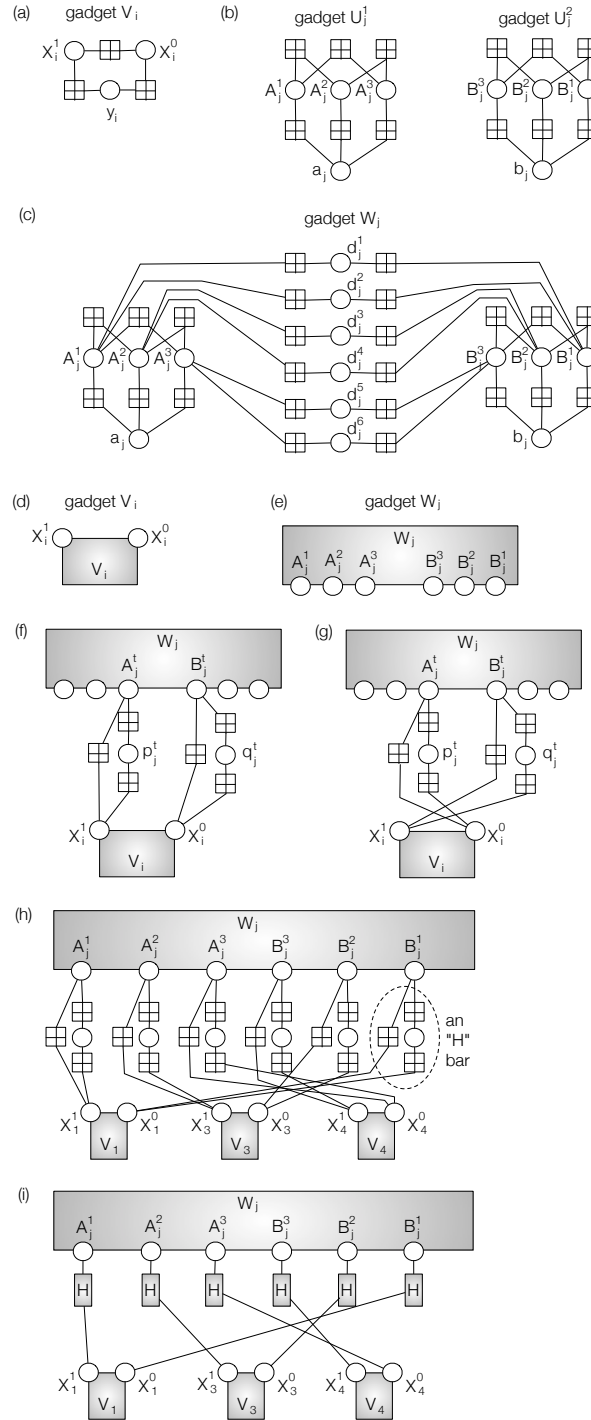 (a) gadget V_i
X_i^1 X_i^0
y_i
(b) gadget U_j^1 gadget U_j^2
A_j^1 A_j^2 A_j^3 B_j^3 B_j^2 B_j^1
a_j b_j
(c) gadget W_j
d_j^1
d_j^2
d_j^3
d_j^4
d_j^5
d_j^6
A_j^1 A_j^2 A_j^3 B_j^3 B_j^2 B_j^1
a_j b_j
(d) gadget V_i
X_i^1 X_i^0
V_i
(e) gadget W_j
W_j
A_j^1 A_j^2 A_j^3 B_j^3 B_j^2 B_j^1
(f)
W_j
A_j^t B_j^t
p_j^t q_j^t
X_i^1 X_i^0
V_i
(g)
W_j
A_j^t B_j^t
p_j^t q_j^t
X_i^1 X_i^0
V_i
(h)
W_j
A_j^1 A_j^2 A_j^3 B_j^3 B_j^2 B_j^1
an
"H"
bar
X_1^1 X_1^0 X_3^1 X_3^0 X_4^1 X_4^0
V_1 V_3 V_4
(i)
W_j
A_j^1 A_j^2 A_j^3 B_j^3 B_j^2 B_j^1
H H H H H H
X_1^1 X_1^0 X_3^1 X_3^0 X_4^1 X_4^0
V_1 V_3 V_4